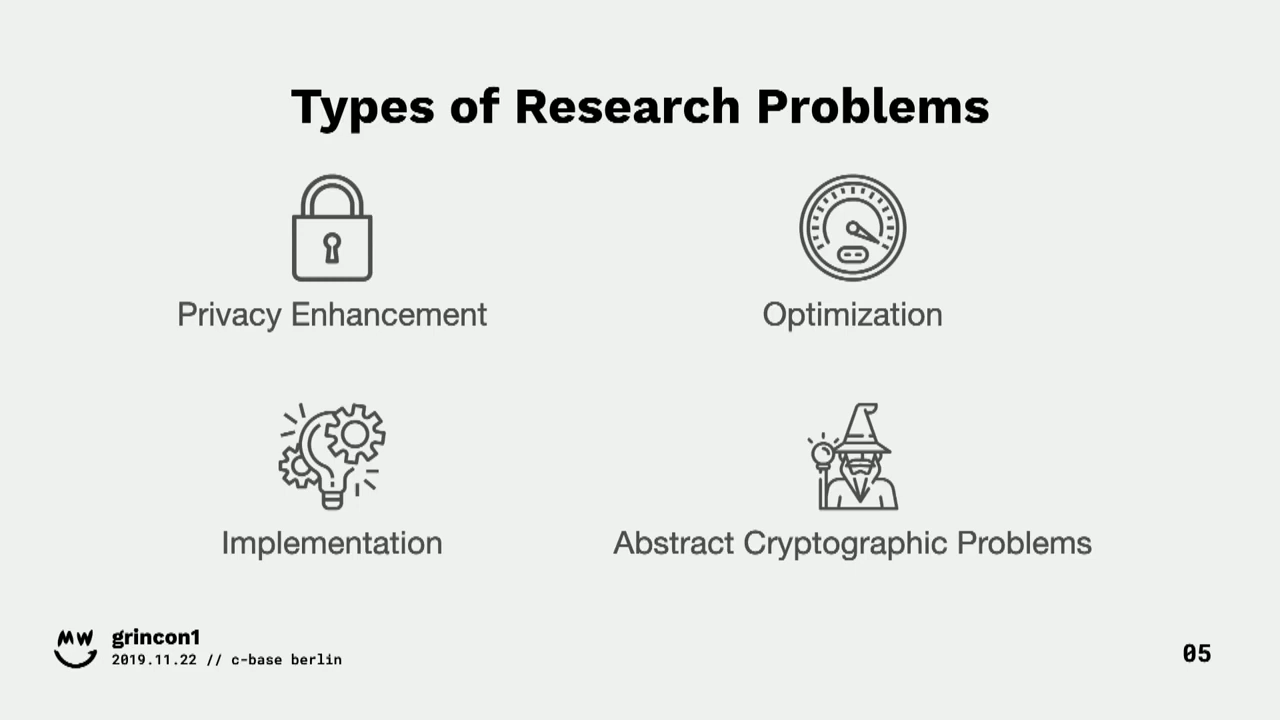 Types of Research Problems
Privacy Enhancement
Optimization
Implementation
Abstract Cryptographic Problems
MW
grincon1
2019.11.22 // c-base berlin
05